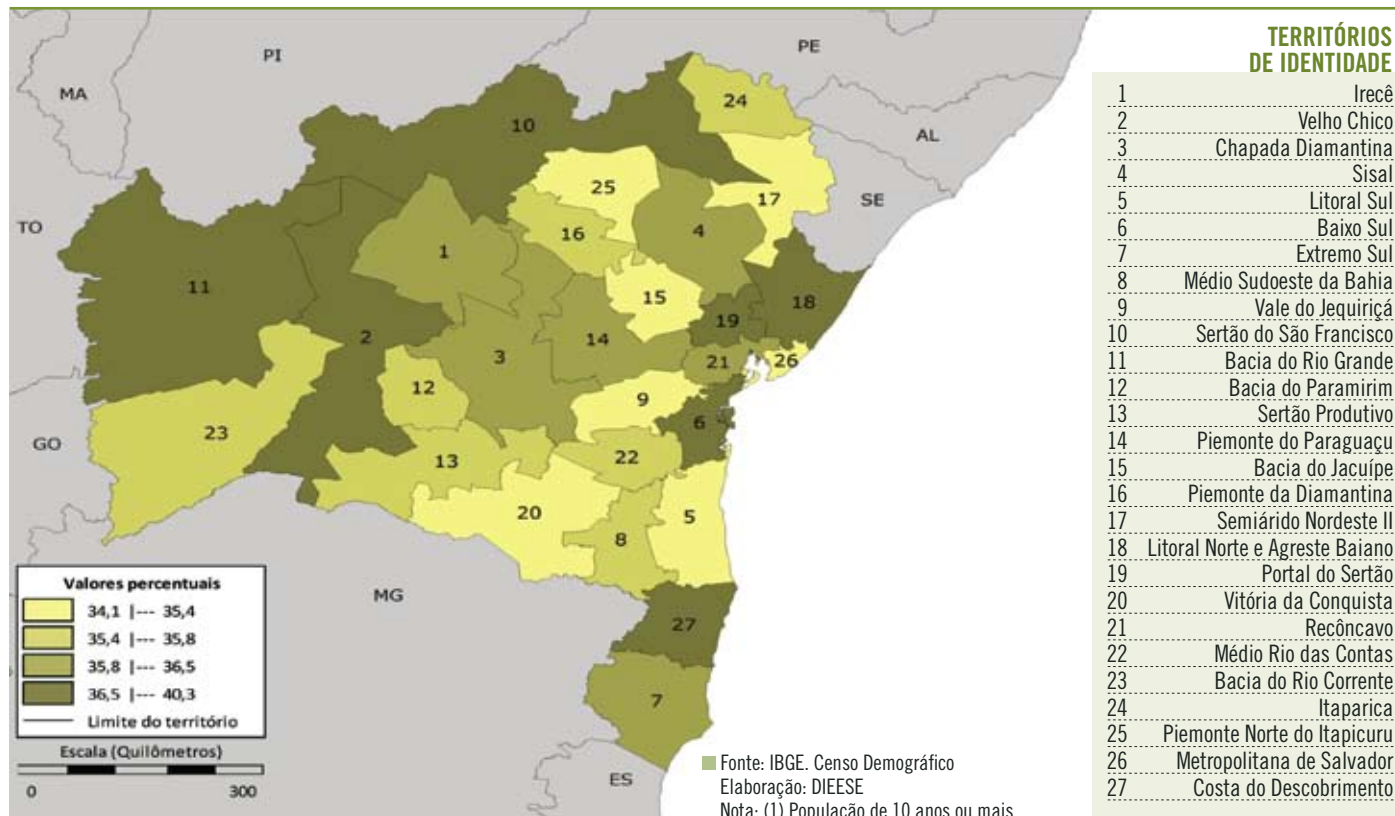 PI
PE
MA
AL
SE
TO
GO
MG
ES
24
10
25
17
16
4
1
15
11
18
19
2
14
3
21
26
12
9
6
23
13
22
20
5
8
27
7
Valores percentuais
34,1 |--- 35,4
35,4 |--- 35,8
35,8 |--- 36,5
36,5 |--- 40,3
Limite do território
Escala (Quilômetros)
0 300
Fonte: IBGE. Censo Demográfico
Elaboração: DIEESE
Nota: (1) População de 10 anos ou mais
TERRITÓRIOS
DE IDENTIDADE
1 Irecê
2 Velho Chico
3 Chapada Diamantina
4 Sisal
5 Litoral Sul
6 Baixo Sul
7 Extremo Sul
8 Médio Sudoeste da Bahia
9 Vale do Jequiriçá
10 Sertão do São Francisco
11 Bacia do Rio Grande
12 Bacia do Paramirim
13 Sertão Produtivo
14 Piemonte do Paraguaçu
15 Bacia do Jacuípe
16 Piemonte da Diamantina
17 Semiárido Nordeste II
18 Litoral Norte e Agreste Baiano
19 Portal do Sertão
20 Vitória da Conquista
21 Recôncavo
22 Médio Rio das Contas
23 Bacia do Rio Corrente
24 Itaparica
25 Piemonte Norte do Itapicuru
26 Metropolitana de Salvador
27 Costa do Descobrimento